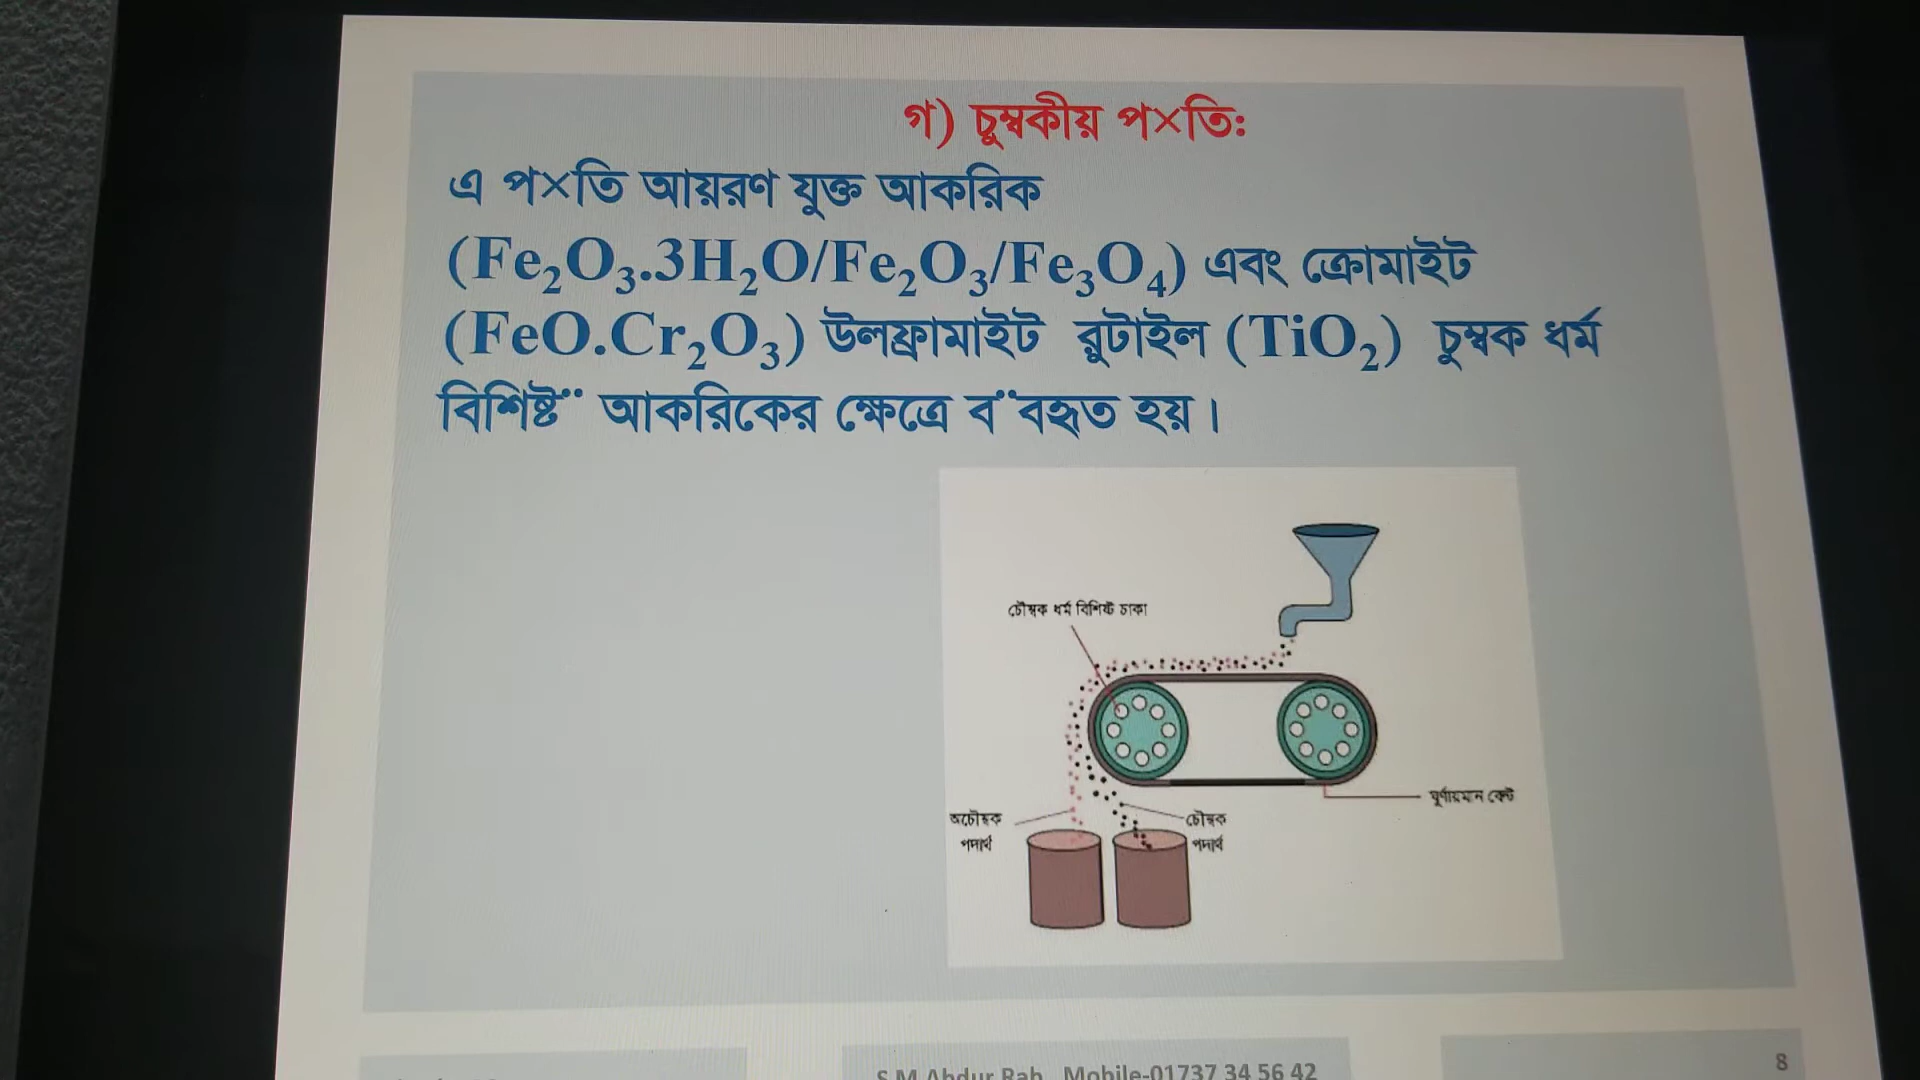 গ) চুম্বকীয় প×তিঃ
এ প×তি আয়রণ যুক্ত আকরিক
(Fe₂O₃.3H₂O/Fe₂O₃/Fe₃O₄) এবং ক্রোমাইট
(FeO.Cr₂O₃) উলফ্রামাইট রুটাইল (TiO₂) চুম্বক ধর্ম
বিশিষ্ট¨ আকরিকের ক্ষেত্রে ব¨বহৃত হয়।
চৌম্বক ধর্ম বিশিষ্ট চাকা
ঘূর্ণায়মান বেল্ট
অচৌম্বক
পদার্থ
চৌম্বক
পদার্থ
S M Abdur Rab Mobile-01737 34 56 42
8